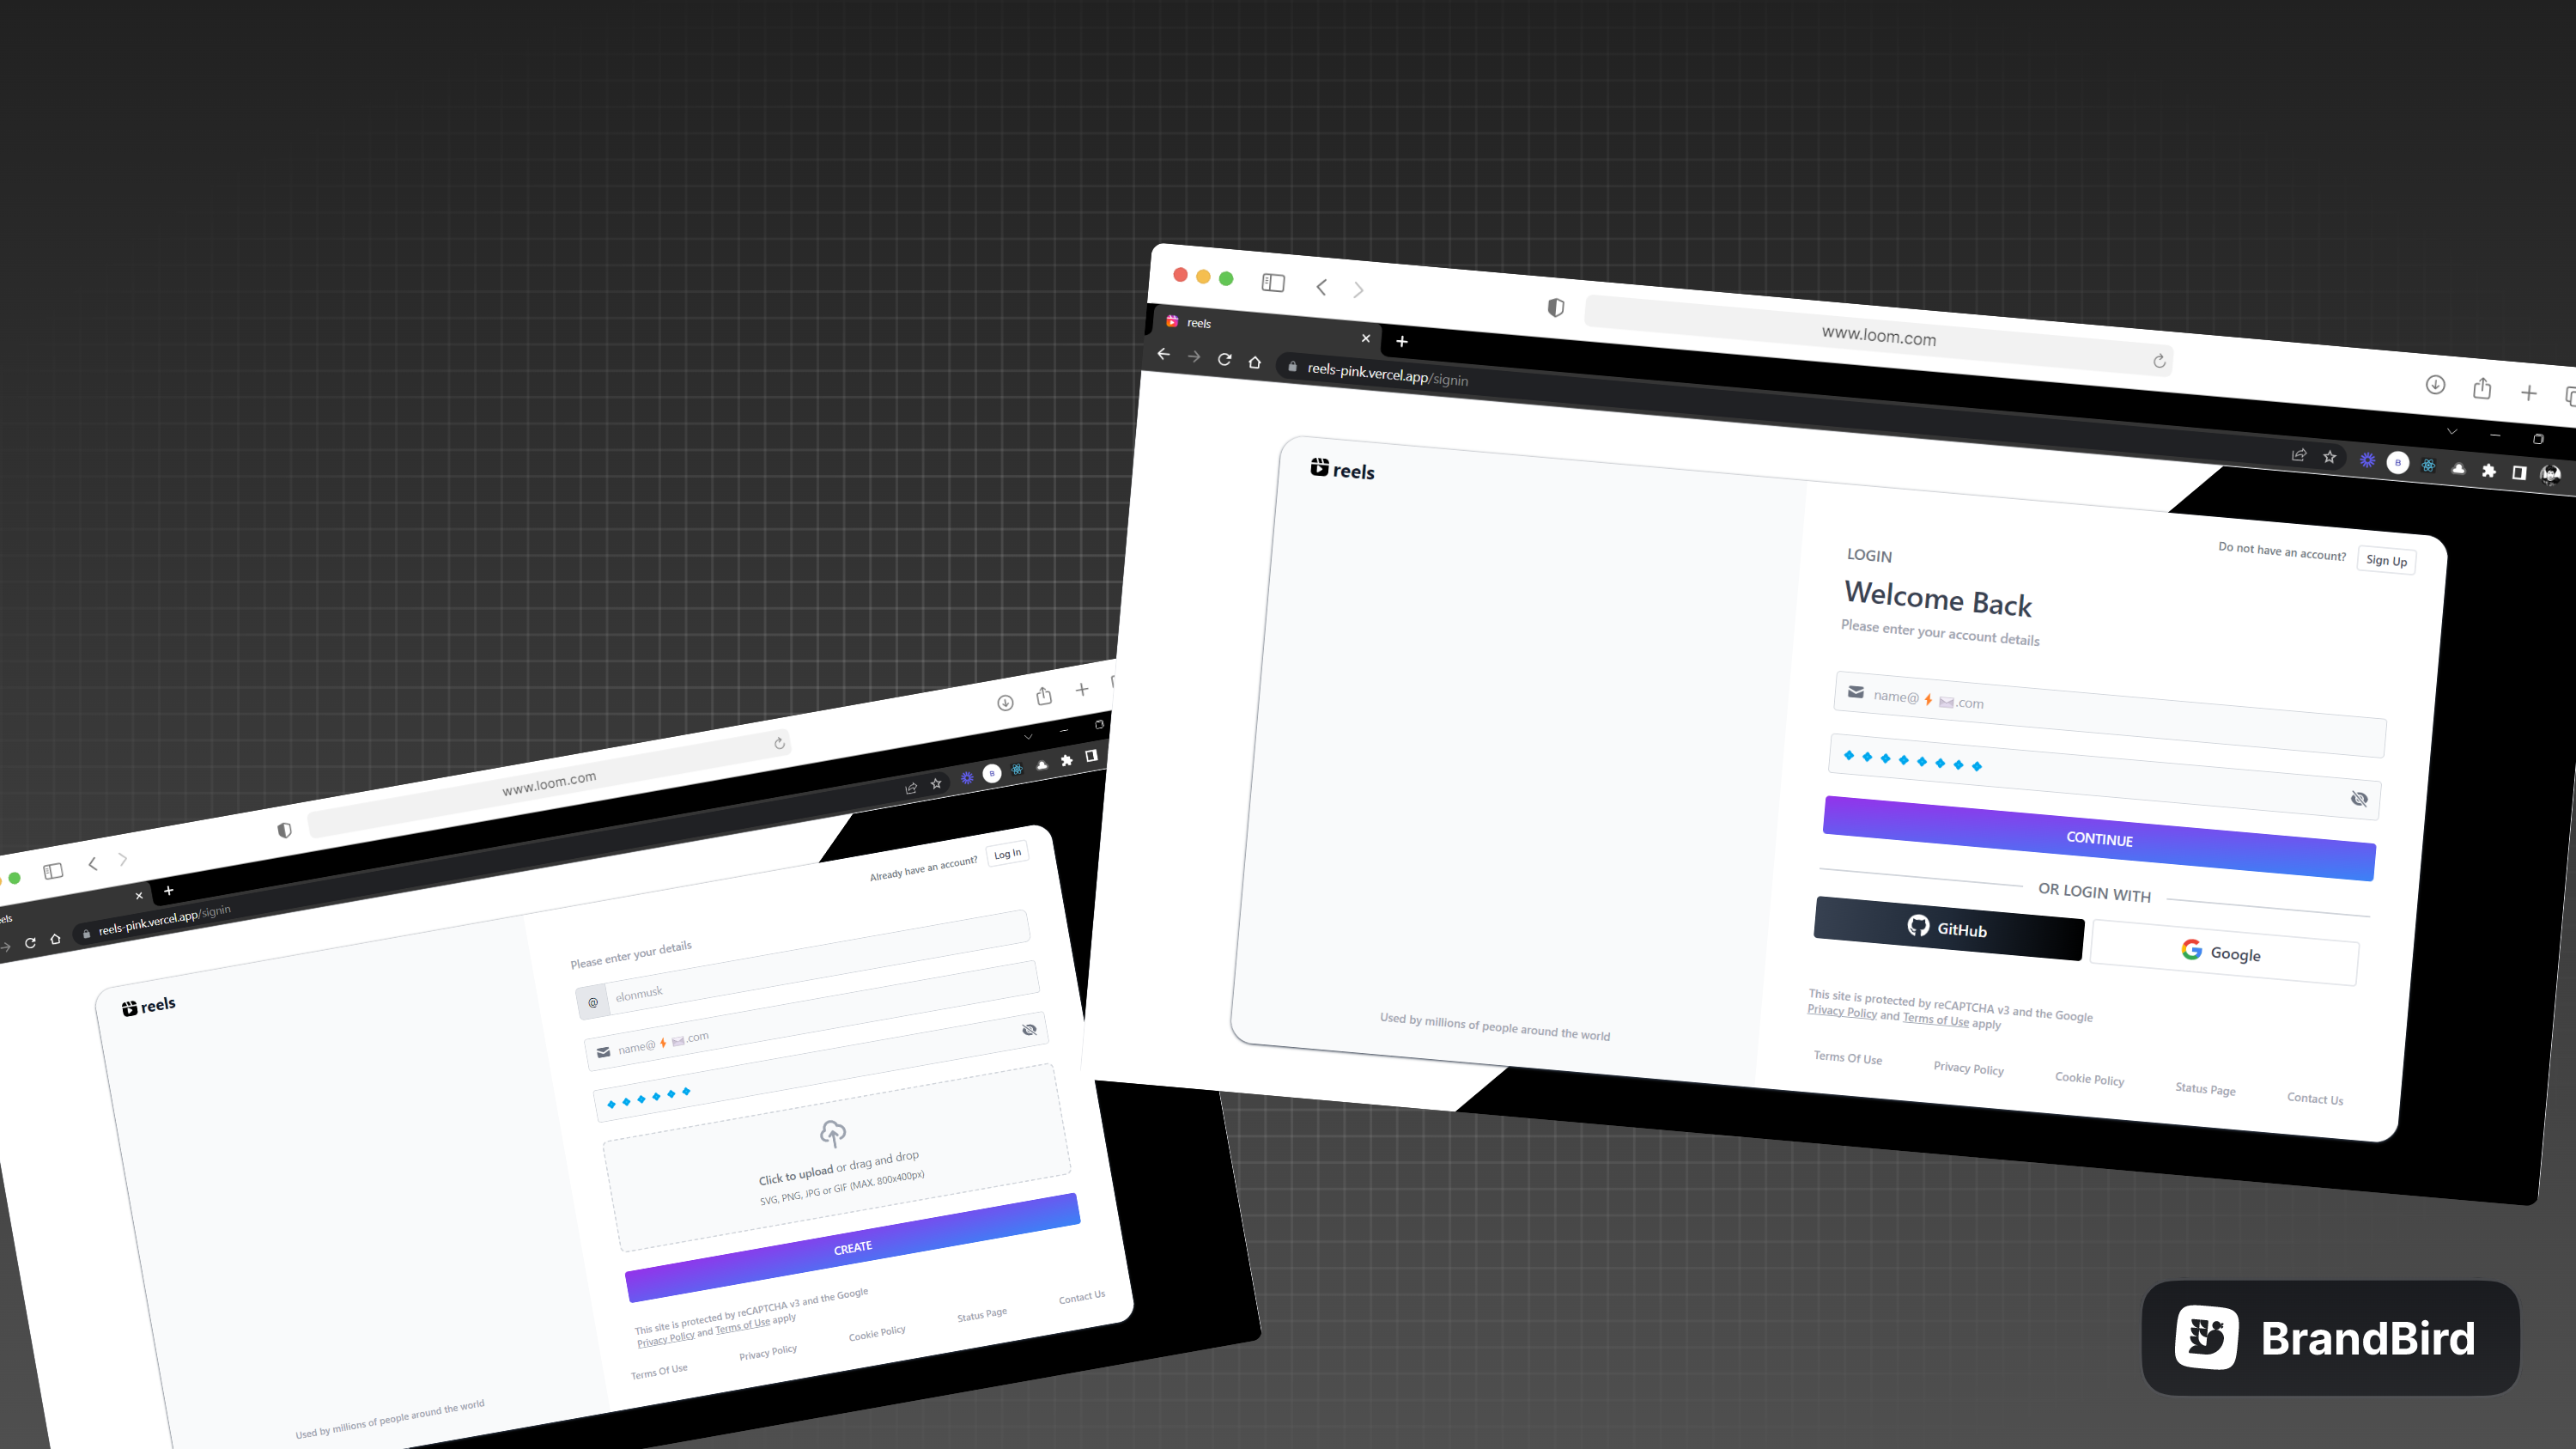 www.loom.com
reels
reels-pink.vercel.app/signin
reels
Do not have an account? Sign Up
LOGIN
Welcome Back
Please enter your account details
name@⚡📨.com
CONTINUE
OR LOGIN WITH
GitHub
Google
This site is protected by reCAPTCHA v3 and the Google
Privacy Policy and Terms of Use apply
Used by millions of people around the world
Terms Of Use Privacy Policy Cookie Policy Status Page Contact Us
www.loom.com
eels
reels-pink.vercel.app/signin
reels
Already have an account? Log In
Please enter your details
@ elonmusk
name@⚡📨.com
Click to upload or drag and drop
SVG, PNG, JPG or GIF (MAX. 800x400px)
CREATE
This site is protected by reCAPTCHA v3 and the Google
Privacy Policy and Terms of Use apply
Terms Of Use Privacy Policy Cookie Policy Status Page Contact Us
Used by millions of people around the world
BrandBird